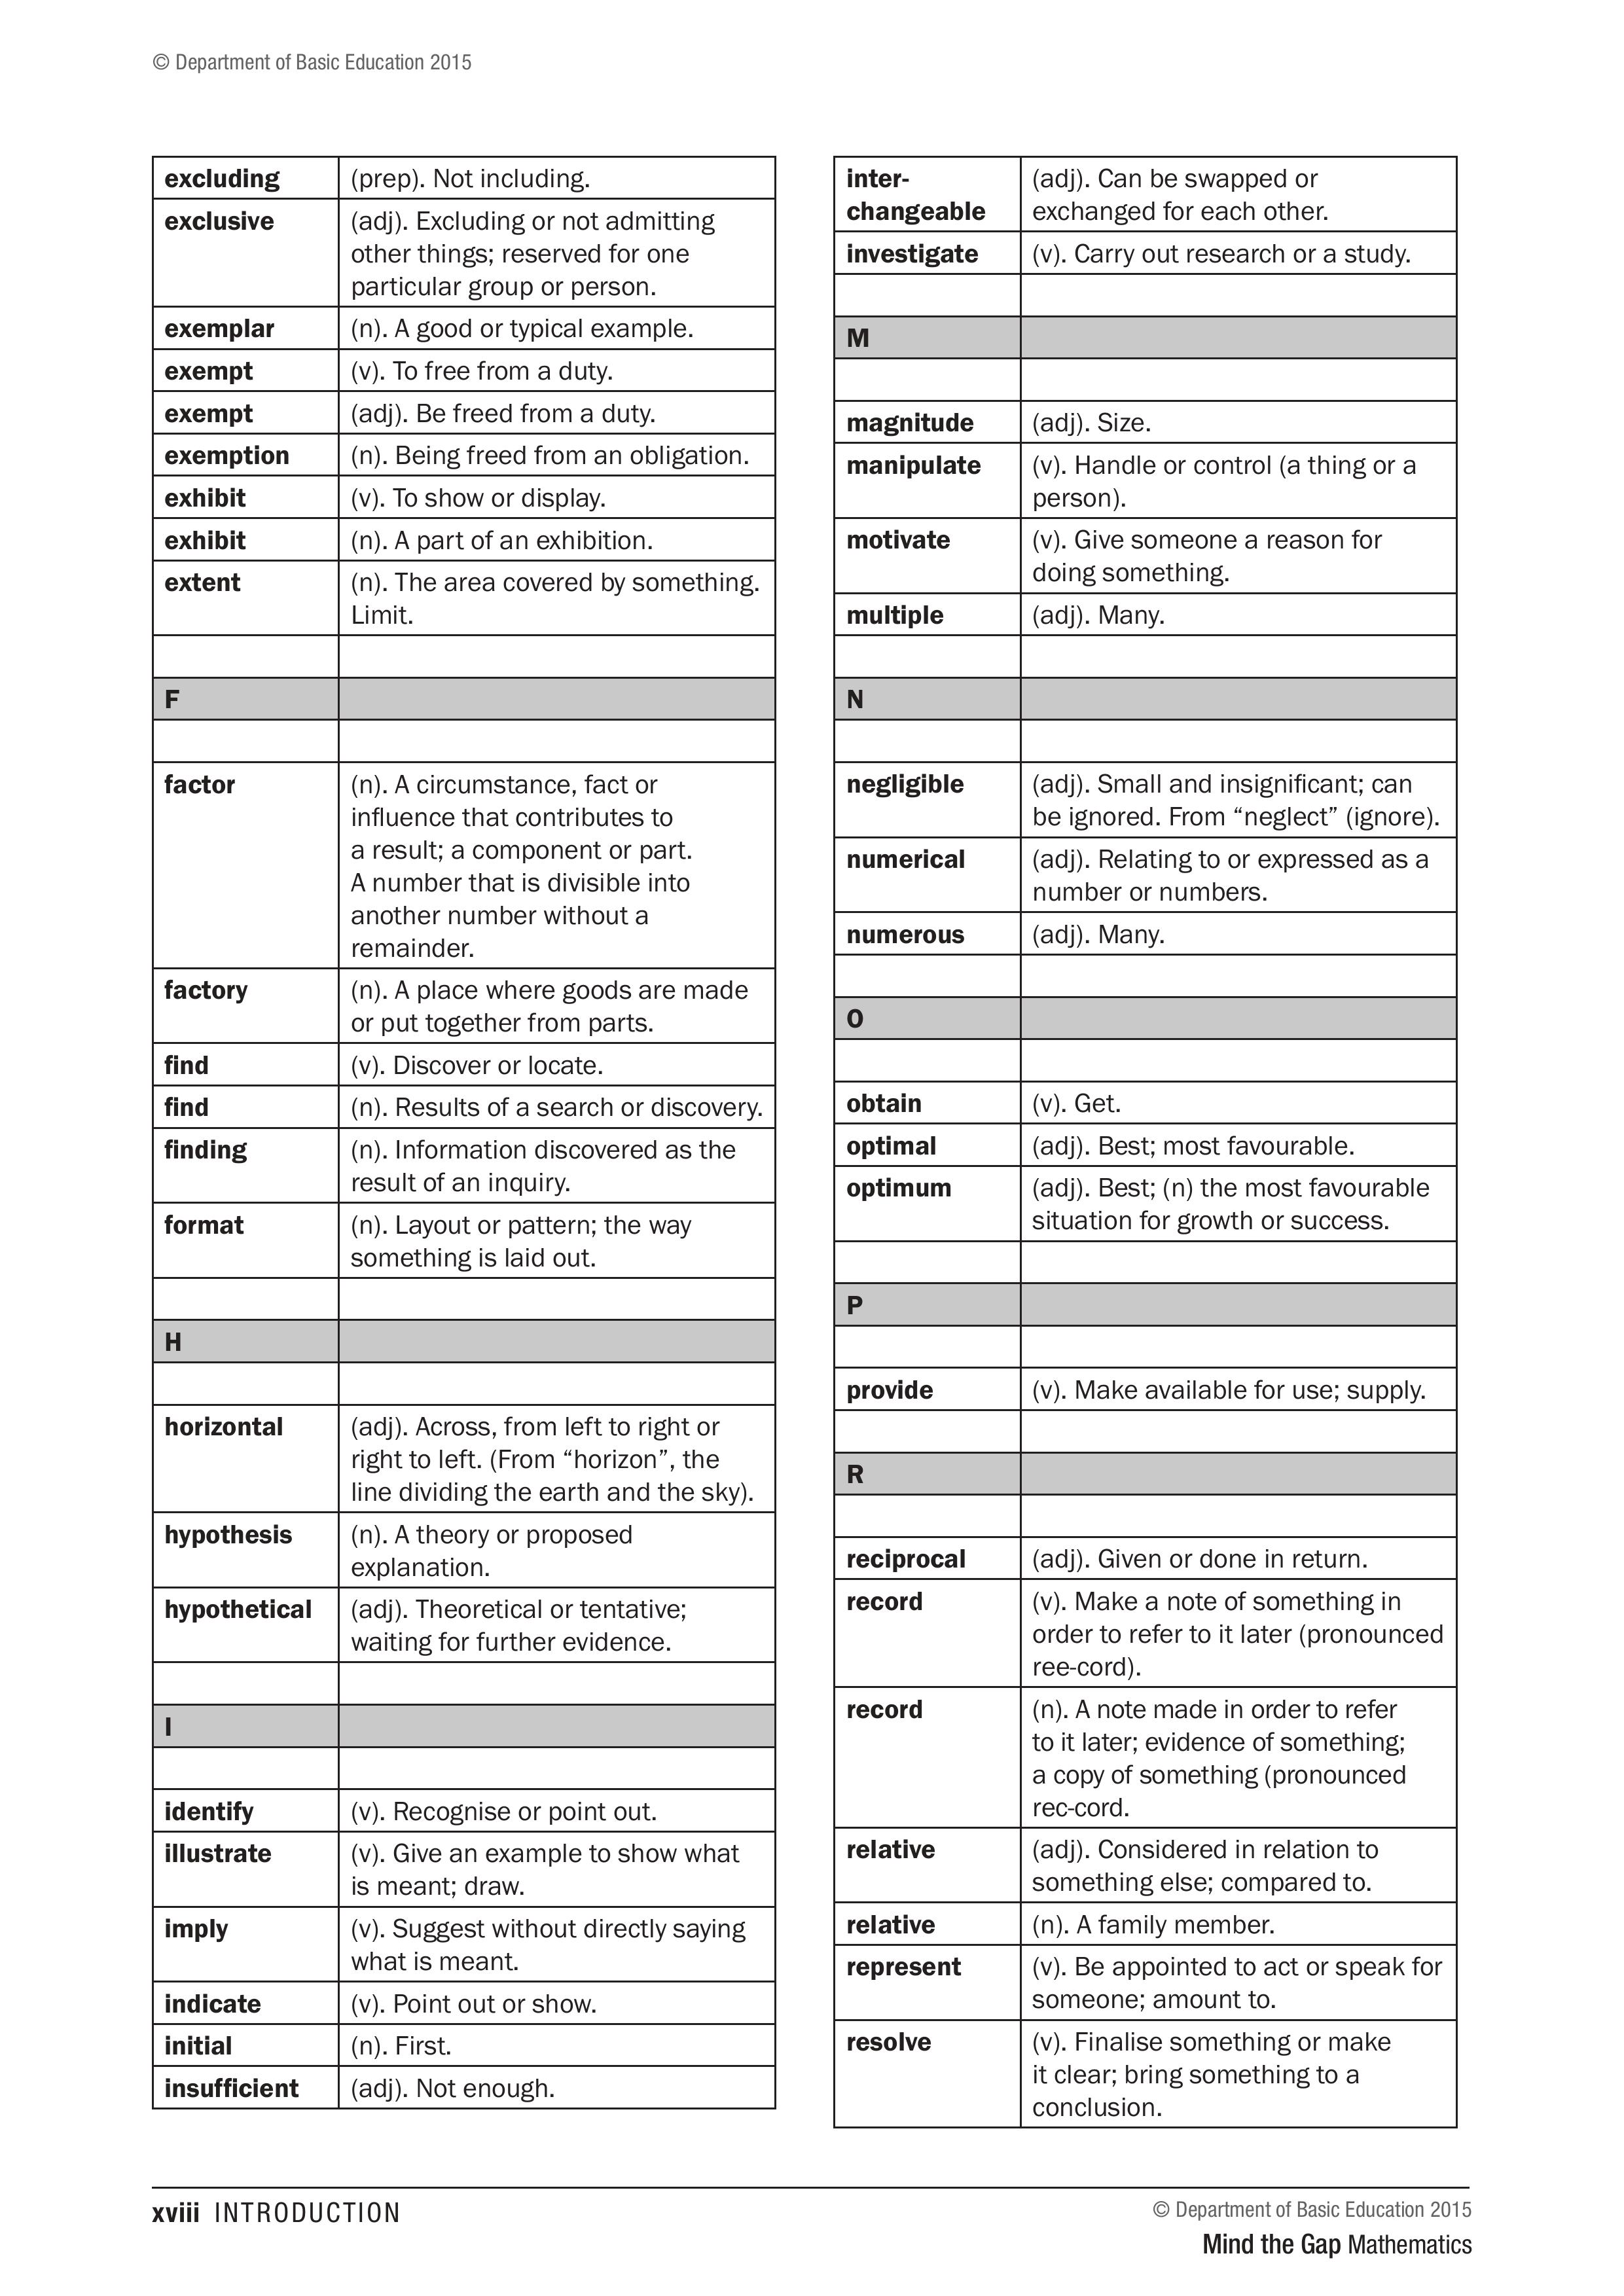 © Department of Basic Education 2015
excluding (prep). Not including.
exclusive (adj). Excluding or not admitting
other things; reserved for one
particular group or person.
exemplar (n). A good or typical example.
exempt (v). To free from a duty.
exempt (adj). Be freed from a duty.
exemption (n). Being freed from an obligation.
exhibit (v). To show or display.
exhibit (n). A part of an exhibition.
extent (n). The area covered by something.
Limit.
F
factor (n). A circumstance, fact or
influence that contributes to
a result; a component or part.
A number that is divisible into
another number without a
remainder.
factory (n). A place where goods are made
or put together from parts.
find (v). Discover or locate.
find (n). Results of a search or discovery.
finding (n). Information discovered as the
result of an inquiry.
format (n). Layout or pattern; the way
something is laid out.
H
horizontal (adj). Across, from left to right or
right to left. (From “horizon”, the
line dividing the earth and the sky).
hypothesis (n). A theory or proposed
explanation.
hypothetical (adj). Theoretical or tentative;
waiting for further evidence.
I
identify (v). Recognise or point out.
illustrate (v). Give an example to show what
is meant; draw.
imply (v). Suggest without directly saying
what is meant.
indicate (v). Point out or show.
initial (n). First.
insufficient (adj). Not enough.
inter- (adj). Can be swapped or
changeable exchanged for each other.
investigate (v). Carry out research or a study.
M
magnitude (adj). Size.
manipulate (v). Handle or control (a thing or a
person).
motivate (v). Give someone a reason for
doing something.
multiple (adj). Many.
N
negligible (adj). Small and insignificant; can
be ignored. From “neglect” (ignore).
numerical (adj). Relating to or expressed as a
number or numbers.
numerous (adj). Many.
O
obtain (v). Get.
optimal (adj). Best; most favourable.
optimum (adj). Best; (n) the most favourable
situation for growth or success.
P
provide (v). Make available for use; supply.
R
reciprocal (adj). Given or done in return.
record (v). Make a note of something in
order to refer to it later (pronounced
ree-cord).
record (n). A note made in order to refer
to it later; evidence of something;
a copy of something (pronounced
rec-cord.
relative (adj). Considered in relation to
something else; compared to.
relative (n). A family member.
represent (v). Be appointed to act or speak for
someone; amount to.
resolve (v). Finalise something or make
it clear; bring something to a
conclusion.
xviii INTRODUCTION
© Department of Basic Education 2015
Mind the Gap Mathematics